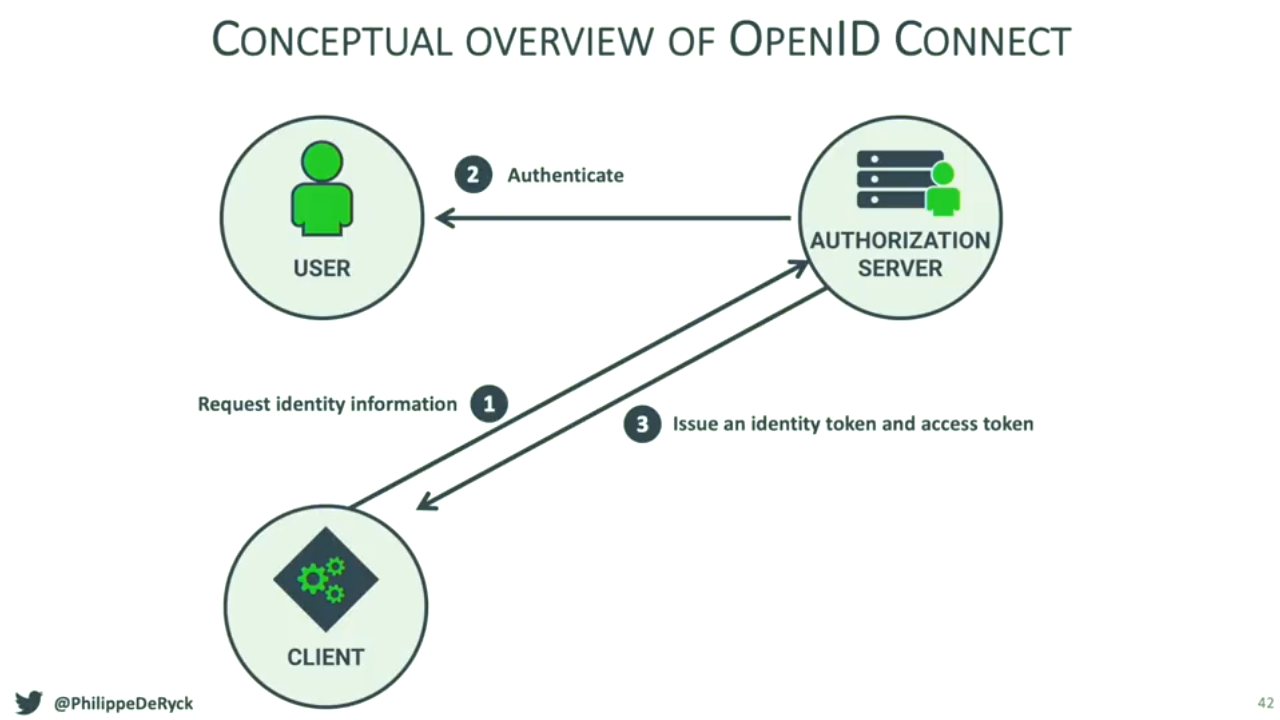 CONCEPTUAL OVERVIEW OF OPENID CONNECT
2 Authenticate
USER
AUTHORIZATION
SERVER
Request identity information 1
3 Issue an identity token and access token
CLIENT
@PhilippeDeRyck
42